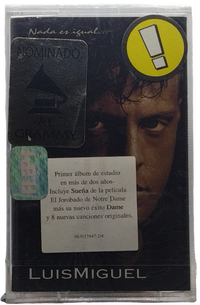 Nada es igual...
NOMINADO
GRAMMY
!
Primer álbum de estudio
en más de dos años-
Incluye Sueña de la película
El Jorobado de Notre Dame
más su nuevo éxito Dame
y 8 nuevas canciones originales.
LUISMIGUEL